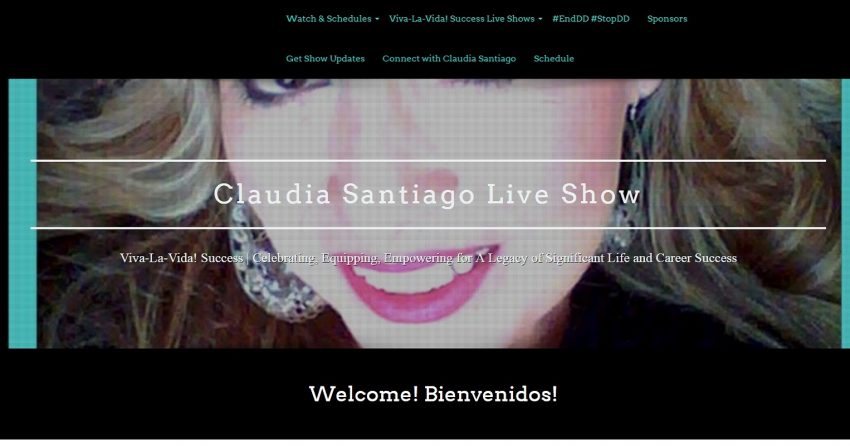 Watch & Schedules Viva-La-Vida! Success Live Shows #EndDD #StopDD Sponsors
Get Show Updates Connect with Claudia Santiago Schedule
Claudia Santiago Live Show
Viva-La-Vida! Success | Celebrating, Equipping, Empowering for A Legacy of Significant Life and Career Success
Welcome! Bienvenidos!